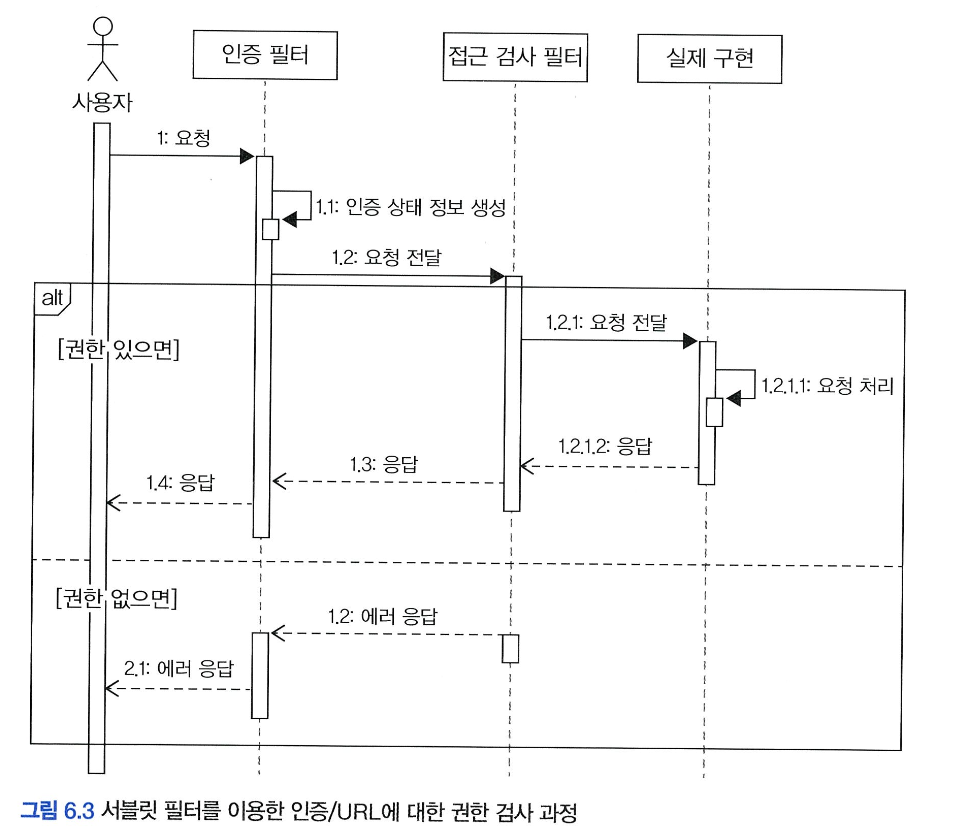 인증 필터
접근 검사 필터
실제 구현
사용자
1: 요청
1.1: 인증 상태 정보 생성
1.2: 요청 전달
alt
1.2.1: 요청 전달
[권한 있으면]
1.2.1.1: 요청 처리
1.2.1.2: 응답
1.3: 응답
1.4: 응답
[권한 없으면]
1.2: 에러 응답
2.1: 에러 응답
그림 6.3 서블릿 필터를 이용한 인증/URL에 대한 권한 검사 과정